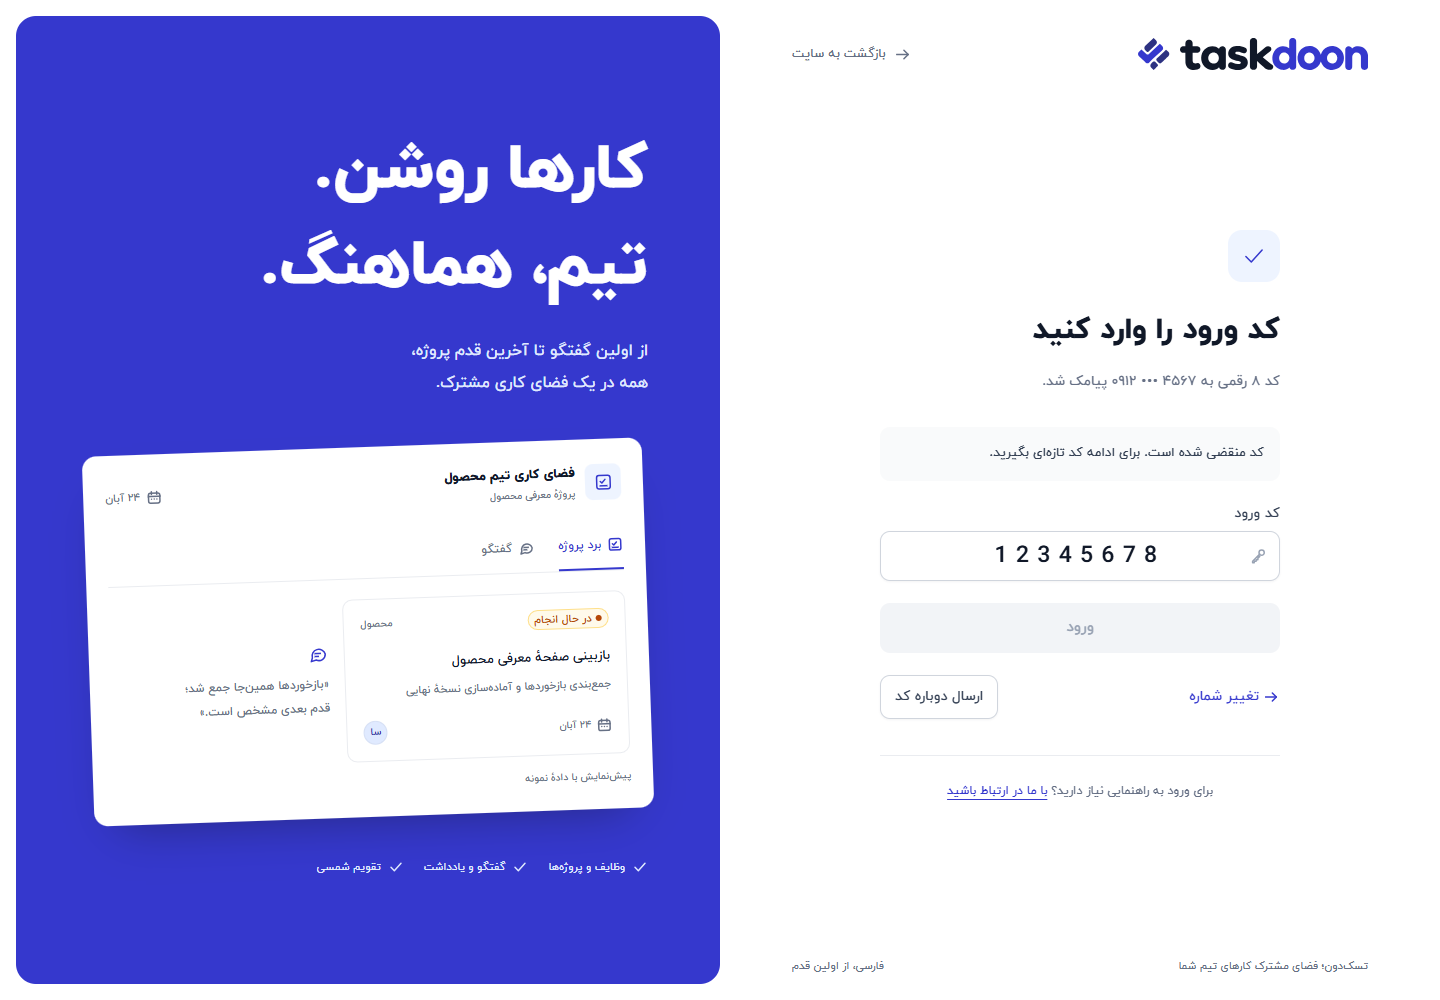 taskdoon
بازگشت به سایت
کد ورود را وارد کنید
کد ۸ رقمی به ۰۹۱۲ ••• ۴۵۶۷ پیامک شد.
کد منقضی شده است. برای ادامه کد تازه‌ای بگیرید.
کد ورود
1 2 3 4 5 6 7 8
ورود
تغییر شماره
ارسال دوباره کد
برای ورود به راهنمایی نیاز دارید؟ با ما در ارتباط باشید
تسک‌دون؛ فضای مشترک کارهای تیم شما
فارسی، از اولین قدم
کارها روشن.
تیم، هماهنگ.
از اولین گفتگو تا آخرین قدم پروژه،
همه در یک فضای کاری مشترک.
فضای کاری تیم محصول
پروژهٔ معرفی محصول
۲۴ آبان
برد پروژه
گفتگو
در حال انجام
محصول
بازبینی صفحهٔ معرفی محصول
جمع‌بندی بازخوردها و آماده‌سازی نسخهٔ نهایی
۲۴ آبان
سا
«بازخوردها همین‌جا جمع شد؛
قدم بعدی مشخص است.»
پیش‌نمایش با دادهٔ نمونه
وظایف و پروژه‌ها
گفتگو و یادداشت
تقویم شمسی